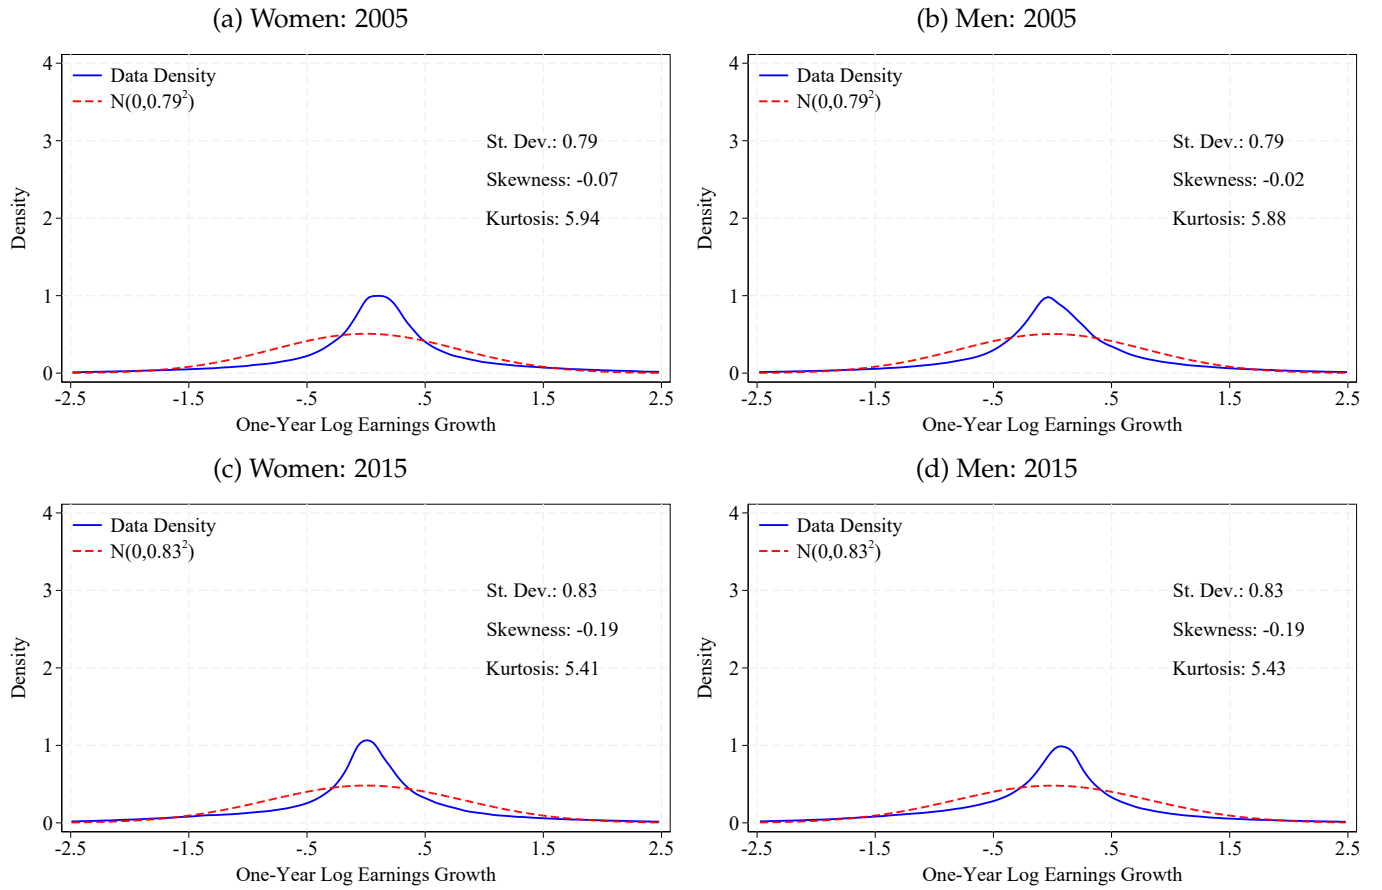 (a) Women: 2005
4
3
2
1
0
Density
Data Density
N(0,0.79²)
St. Dev.: 0.79
Skewness: -0.07
Kurtosis: 5.94
-2.5 -1.5 -.5 .5 1.5 2.5
One-Year Log Earnings Growth
(b) Men: 2005
4
3
2
1
0
Density
Data Density
N(0,0.79²)
St. Dev.: 0.79
Skewness: -0.02
Kurtosis: 5.88
-2.5 -1.5 -.5 .5 1.5 2.5
One-Year Log Earnings Growth
(c) Women: 2015
4
3
2
1
0
Density
Data Density
N(0,0.83²)
St. Dev.: 0.83
Skewness: -0.19
Kurtosis: 5.41
-2.5 -1.5 -.5 .5 1.5 2.5
One-Year Log Earnings Growth
(d) Men: 2015
4
3
2
1
0
Density
Data Density
N(0,0.83²)
St. Dev.: 0.83
Skewness: -0.19
Kurtosis: 5.43
-2.5 -1.5 -.5 .5 1.5 2.5
One-Year Log Earnings Growth